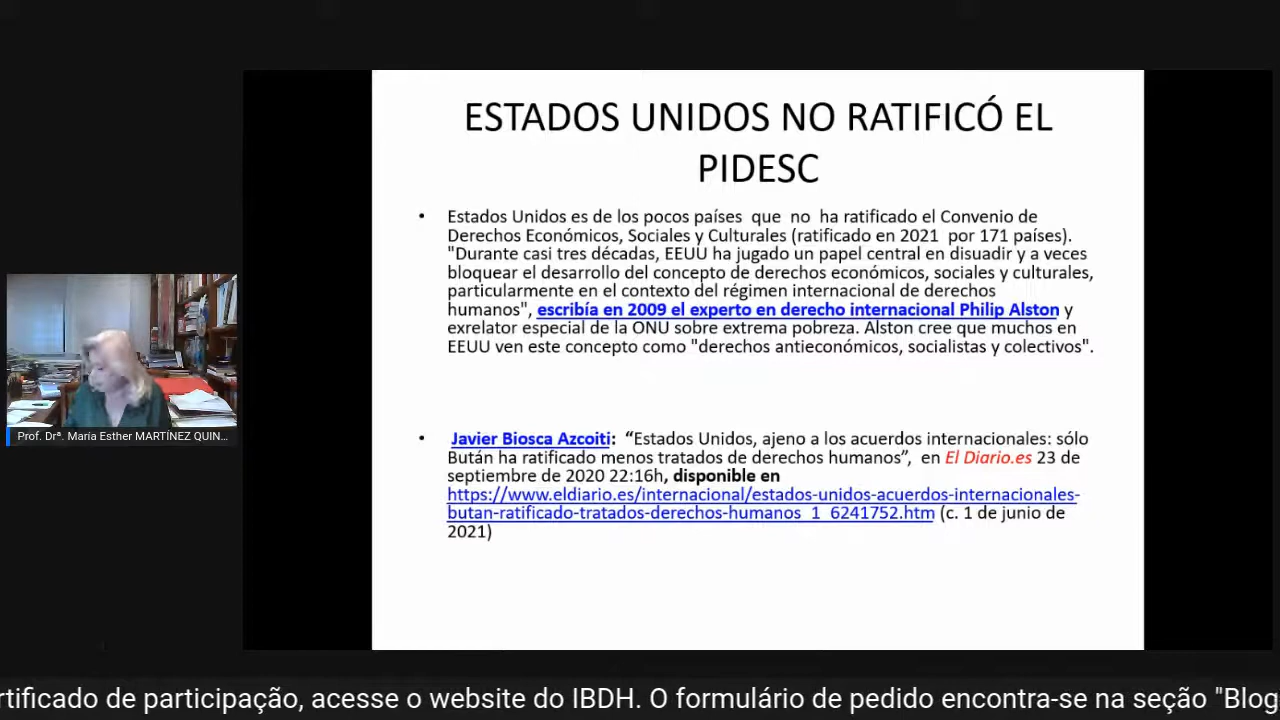 ESTADOS UNIDOS NO RATIFICÓ EL
PIDESC
• Estados Unidos es de los pocos países que no ha ratificado el Convenio de
Derechos Económicos, Sociales y Culturales (ratificado en 2021 por 171 países).
"Durante casi tres décadas, EEUU ha jugado un papel central en disuadir y a veces
bloquear el desarrollo del concepto de derechos económicos, sociales y culturales,
particularmente en el contexto del régimen internacional de derechos
humanos", escribía en 2009 el experto en derecho internacional Philip Alston y
exrelator especial de la ONU sobre extrema pobreza. Alston cree que muchos en
EEUU ven este concepto como "derechos antieconómicos, socialistas y colectivos".
• Javier Biosca Azcoiti: “Estados Unidos, ajeno a los acuerdos internacionales: sólo
Bután ha ratificado menos tratados de derechos humanos”, en El Diario.es 23 de
septiembre de 2020 22:16h, disponible en
https://www.eldiario.es/internacional/estados-unidos-acuerdos-internacionales-
butan-ratificado-tratados-derechos-humanos_1_6241752.htm (c. 1 de junio de
2021)
Prof. Drª. María Esther MARTÍNEZ QUIN...
rtificado de participação, acesse o website do IBDH. O formulário de pedido encontra-se na seção "Blog